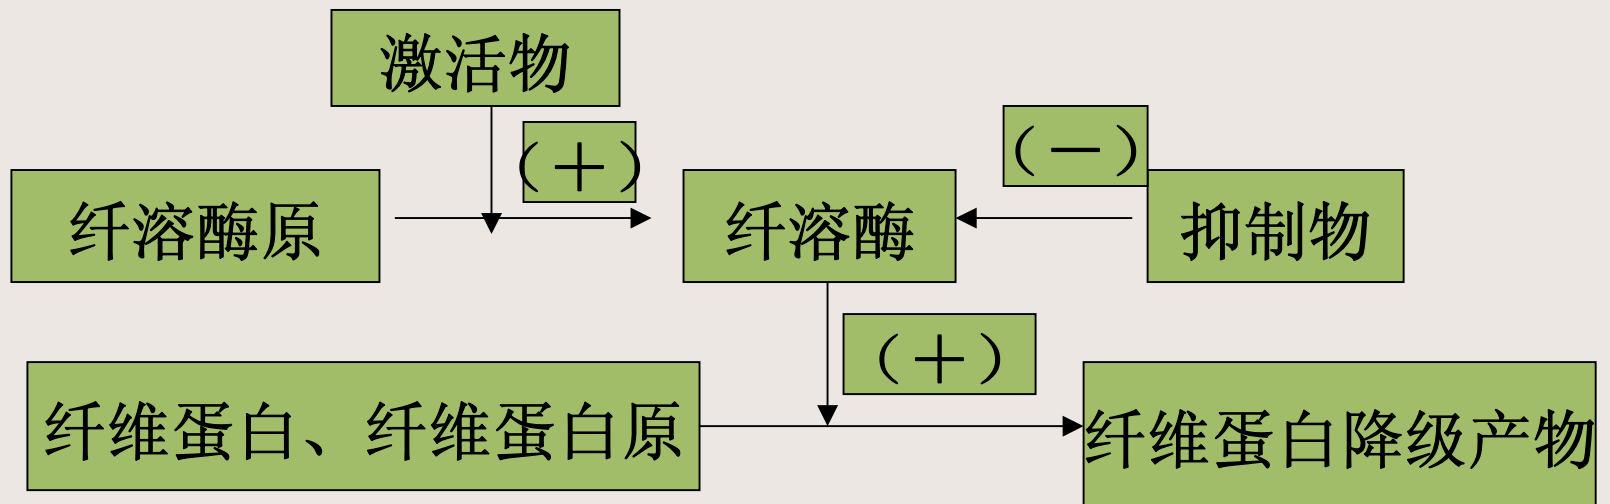 激活物
（＋）
（－）
纤溶酶原
纤溶酶
抑制物
（＋）
纤维蛋白、纤维蛋白原
纤维蛋白降级产物